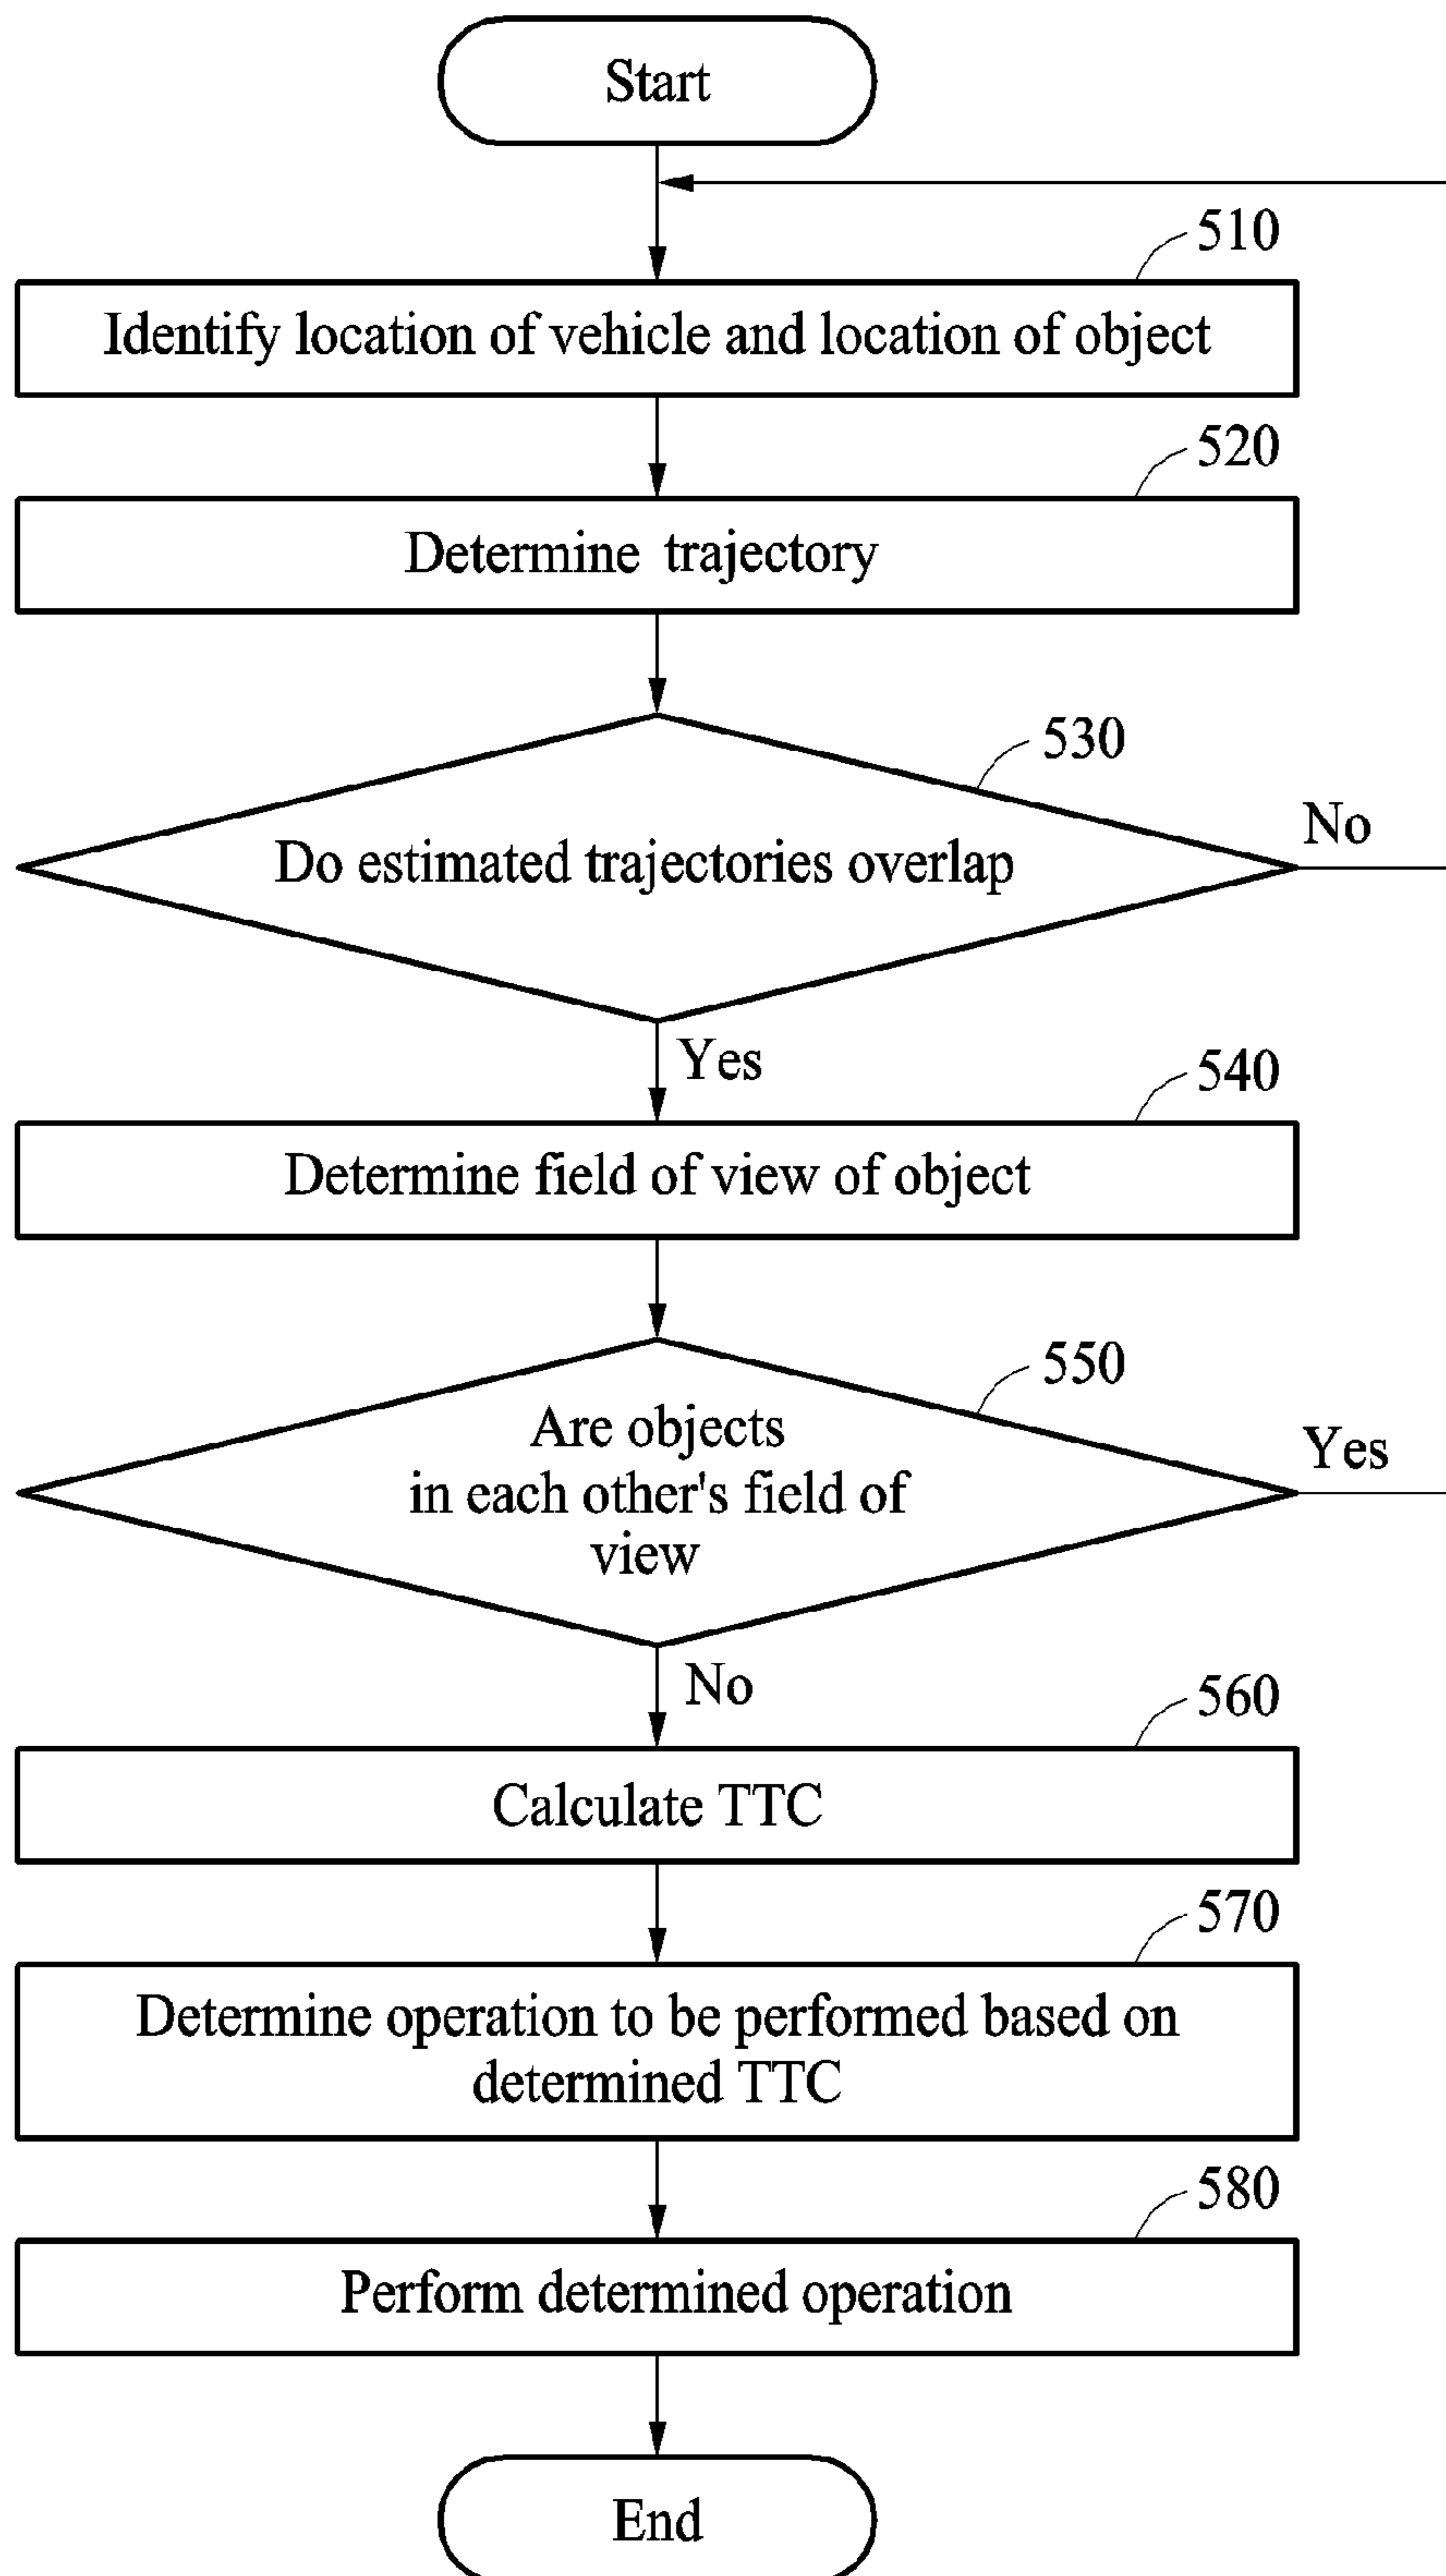 Start
510
Identify location of vehicle and location of object
520
Determine trajectory
530
Do estimated trajectories overlap
No
Yes
540
Determine field of view of object
550
Are objects
in each other's field of
view
Yes
No
560
Calculate TTC
570
Determine operation to be performed based on
determined TTC
580
Perform determined operation
End